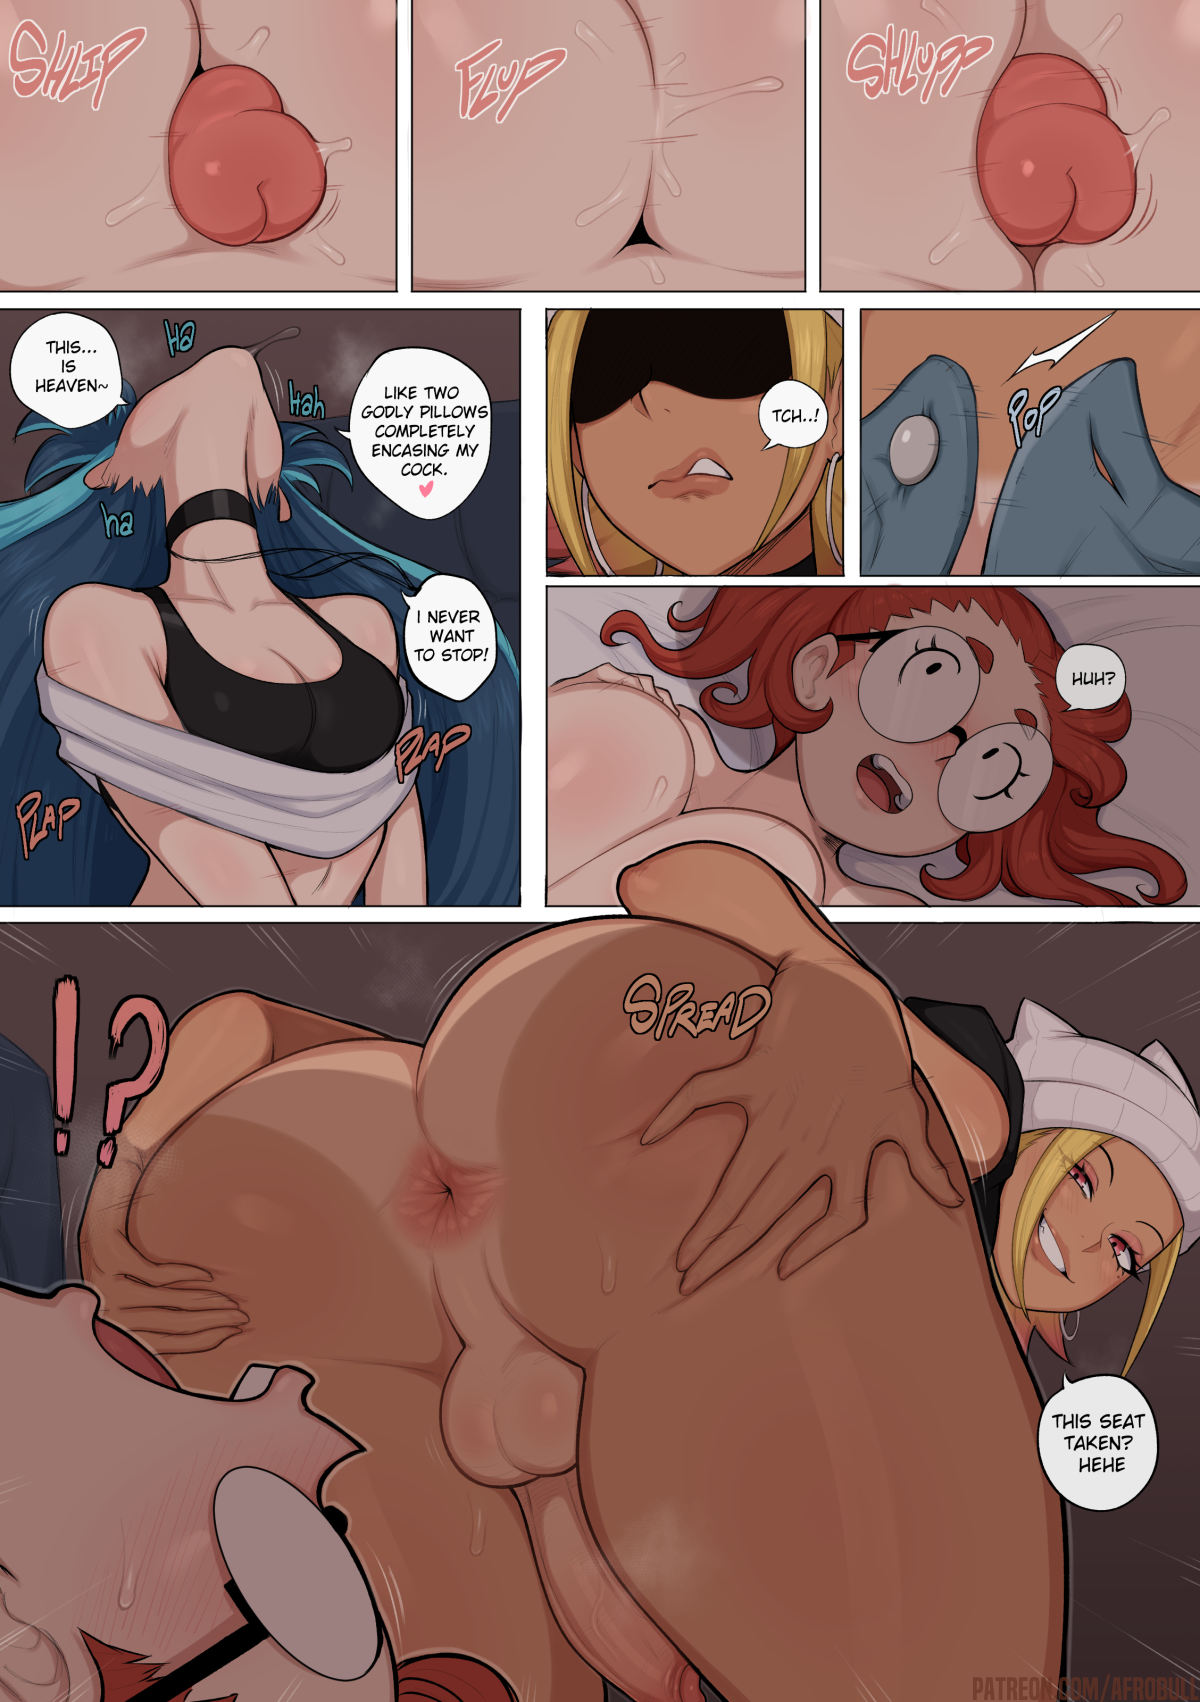 SHLIP
FLUP
SHLUPP
THIS...
IS
HEAVEN~
Ha
Hah
ha
LIKE TWO
GODLY PILLOWS
COMPLETELY
ENCASING MY
COCK.
I NEVER
WANT
TO STOP!
PLAP
PLAP
TCH..!
POP
HUH?
!?
SPREAD
THIS SEAT
TAKEN?
HEHE
PATREON.COM/AFROBULL